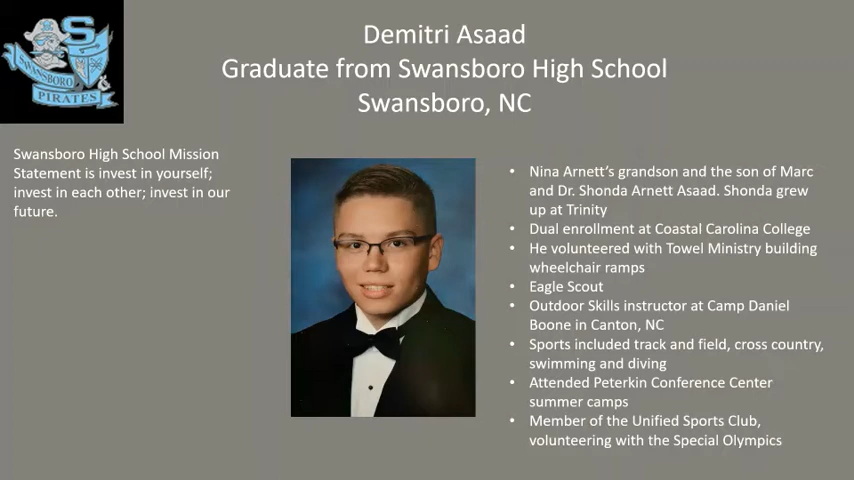 SWANSBORO
PIRATES
S
Demitri Asaad
Graduate from Swansboro High School
Swansboro, NC
Swansboro High School Mission
Statement is invest in yourself;
invest in each other; invest in our
future.
• Nina Arnett’s grandson and the son of Marc
and Dr. Shonda Arnett Asaad. Shonda grew
up at Trinity
• Dual enrollment at Coastal Carolina College
• He volunteered with Towel Ministry building
wheelchair ramps
• Eagle Scout
• Outdoor Skills instructor at Camp Daniel
Boone in Canton, NC
• Sports included track and field, cross country,
swimming and diving
• Attended Peterkin Conference Center
summer camps
• Member of the Unified Sports Club,
volunteering with the Special Olympics